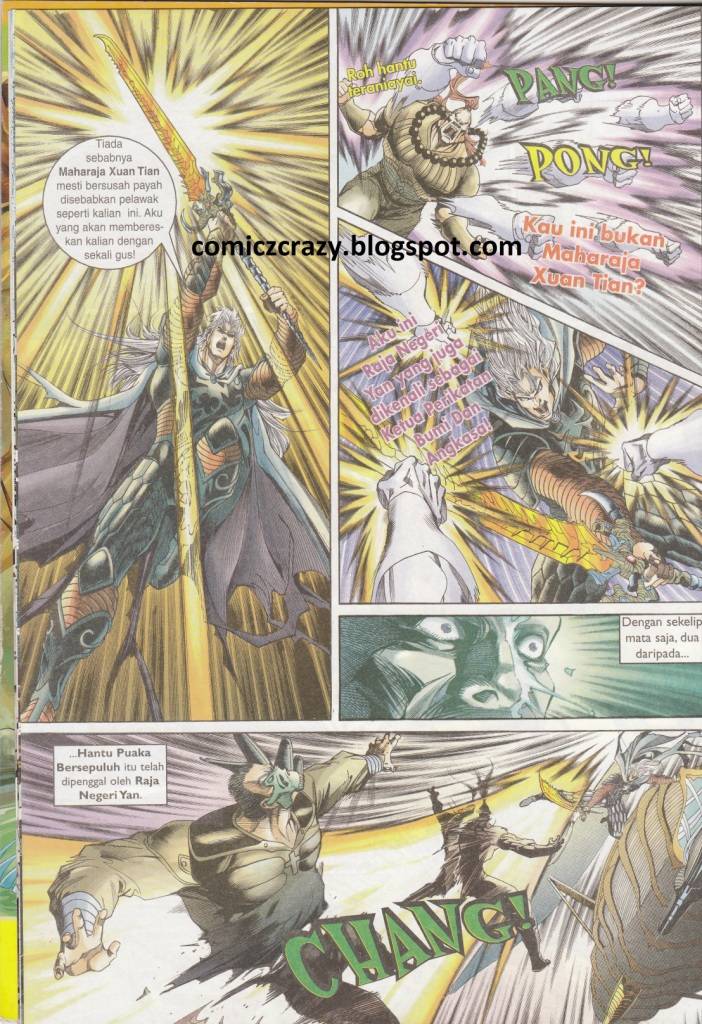 Tiada
sebabnya
Maharaja Xuan Tian
mesti bersusah payah
disebabkan pelawak
seperti kalian ini. Aku
yang akan memberes-
kan kalian dengan
sekali gus!
comiczcrazy.blogspot.com
Roh hantu
teraniayai.
PANG!
PONG!
Kau ini bukan
Maharaja
Xuan Tian?
Aku ini
Raja Negeri
Yan yang juga
dikenali sebagai
Ketua Perikatan
Bumi Dan
Angkasa!
Dengan sekelip
mata saja, dua
daripada...
...Hantu Puaka
Bersepuluh itu telah
dipenggal oleh Raja
Negeri Yan.
CHANG!